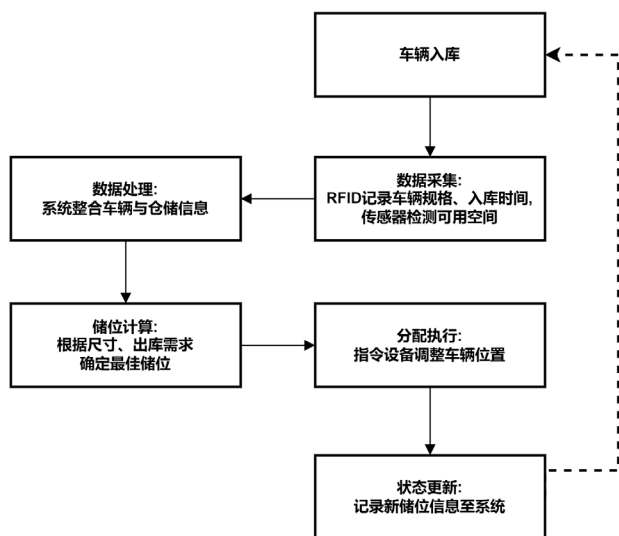 车辆入库
数据采集:
RFID记录车辆规格、入库时间,
传感器检测可用空间
数据处理:
系统整合车辆与仓储信息
储位计算:
根据尺寸、出库需求
确定最佳储位
分配执行:
指令设备调整车辆位置
状态更新:
记录新储位信息至系统